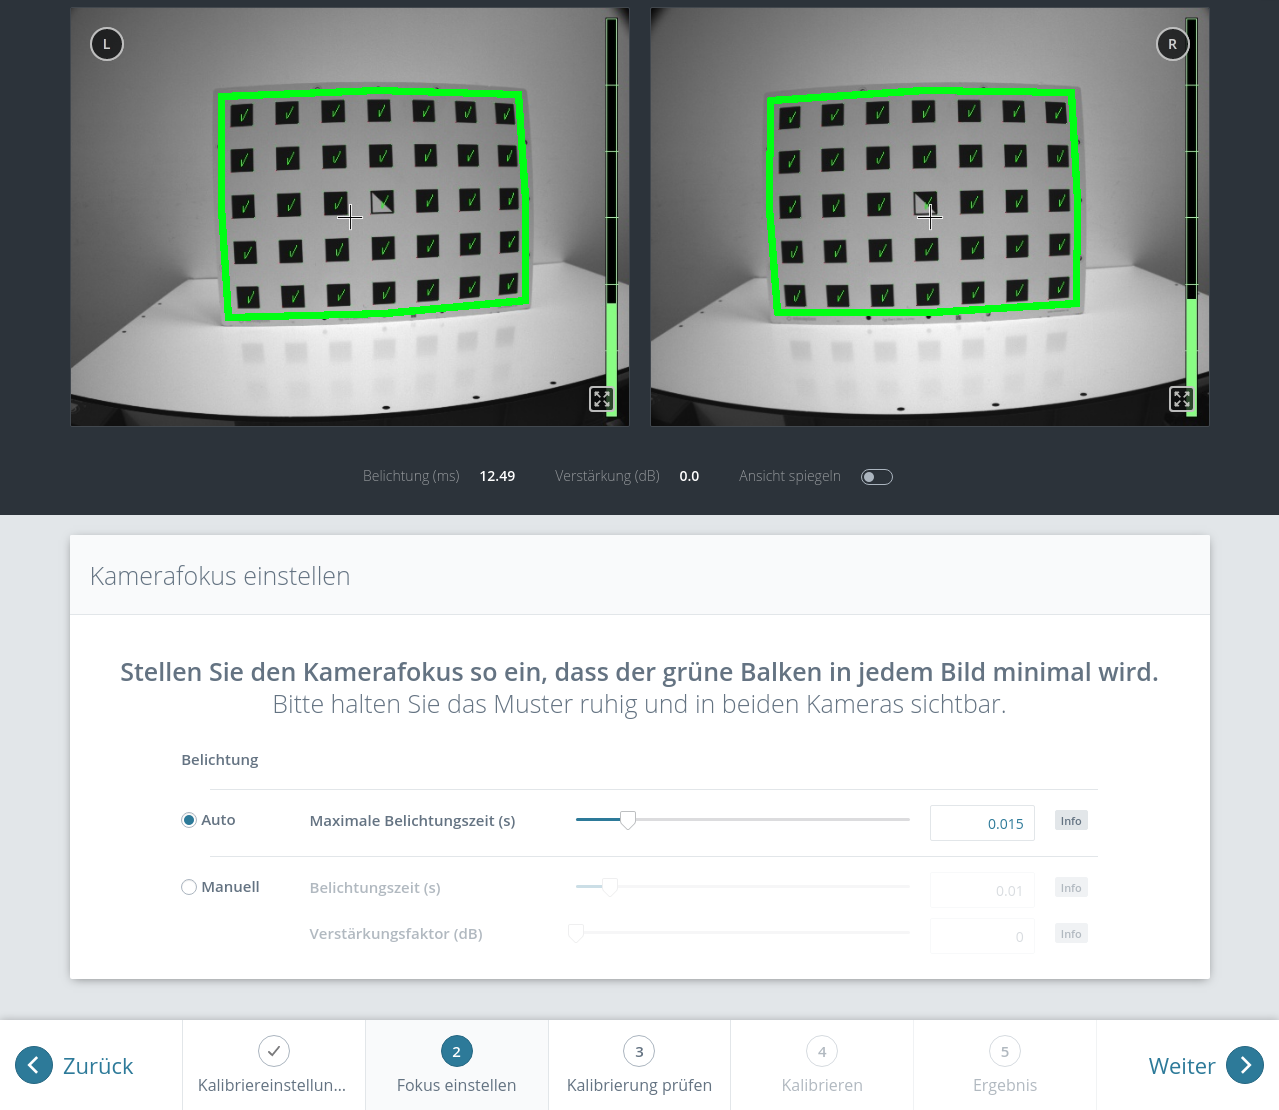 L
R
Belichtung (ms) 12.49 Verstärkung (dB) 0.0 Ansicht spiegeln
Kamerafokus einstellen
Stellen Sie den Kamerafokus so ein, dass der grüne Balken in jedem Bild minimal wird.
Bitte halten Sie das Muster ruhig und in beiden Kameras sichtbar.
Belichtung
Auto Maximale Belichtungszeit (s) 0.015 Info
Manuell Belichtungszeit (s) 0.01 Info
Verstärkungsfaktor (dB) 0 Info
Zurück
Kalibriereinstellun...
2
Fokus einstellen
3
Kalibrierung prüfen
4
Kalibrieren
5
Ergebnis
Weiter